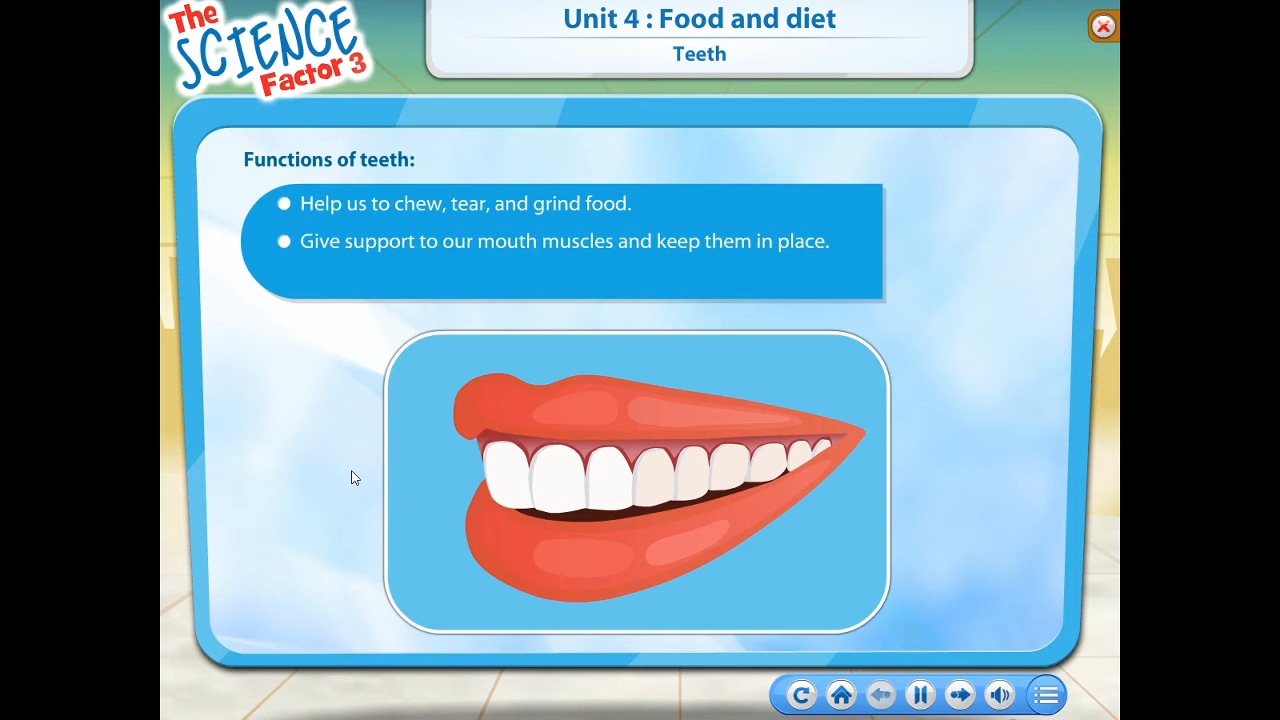 The
SCIENCE
Factor 3
Unit 4 : Food and diet
Teeth
Functions of teeth:
Help us to chew, tear, and grind food.
Give support to our mouth muscles and keep them in place.